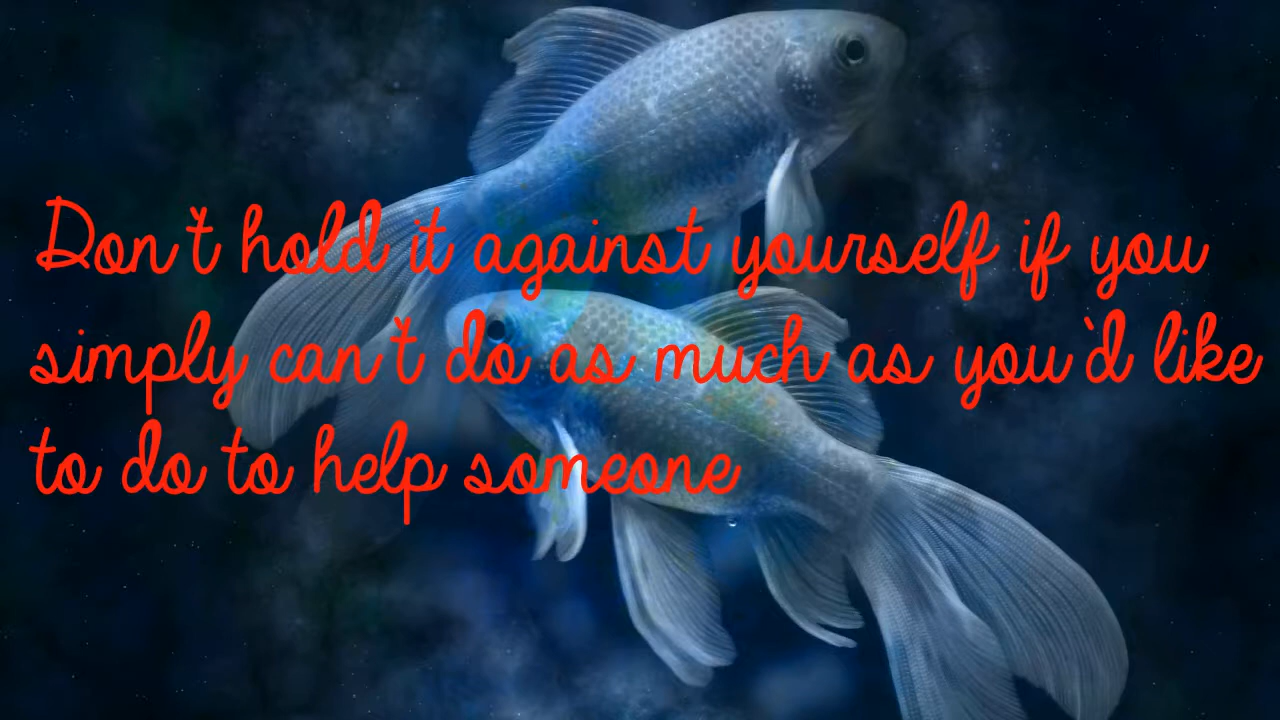 Don't hold it against yourself if you
simply can't do as much as you'd like
to do to help someone